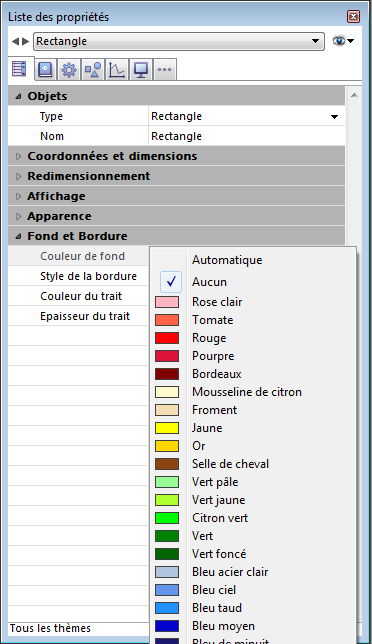 Liste des propriétés
Rectangle
Objets
Type Rectangle
Nom Rectangle
Coordonnées et dimensions
Redimensionnement
Affichage
Apparence
Fond et Bordure
Couleur de fond
Style de la bordure
Couleur du trait
Epaisseur du trait
Automatique
Aucun
Rose clair
Tomate
Rouge
Pourpre
Bordeaux
Mousseline de citron
Froment
Jaune
Or
Selle de cheval
Vert pâle
Vert jaune
Citron vert
Vert
Vert foncé
Bleu acier clair
Bleu ciel
Bleu taud
Bleu moyen
Bleu de minuit
Tous les thèmes